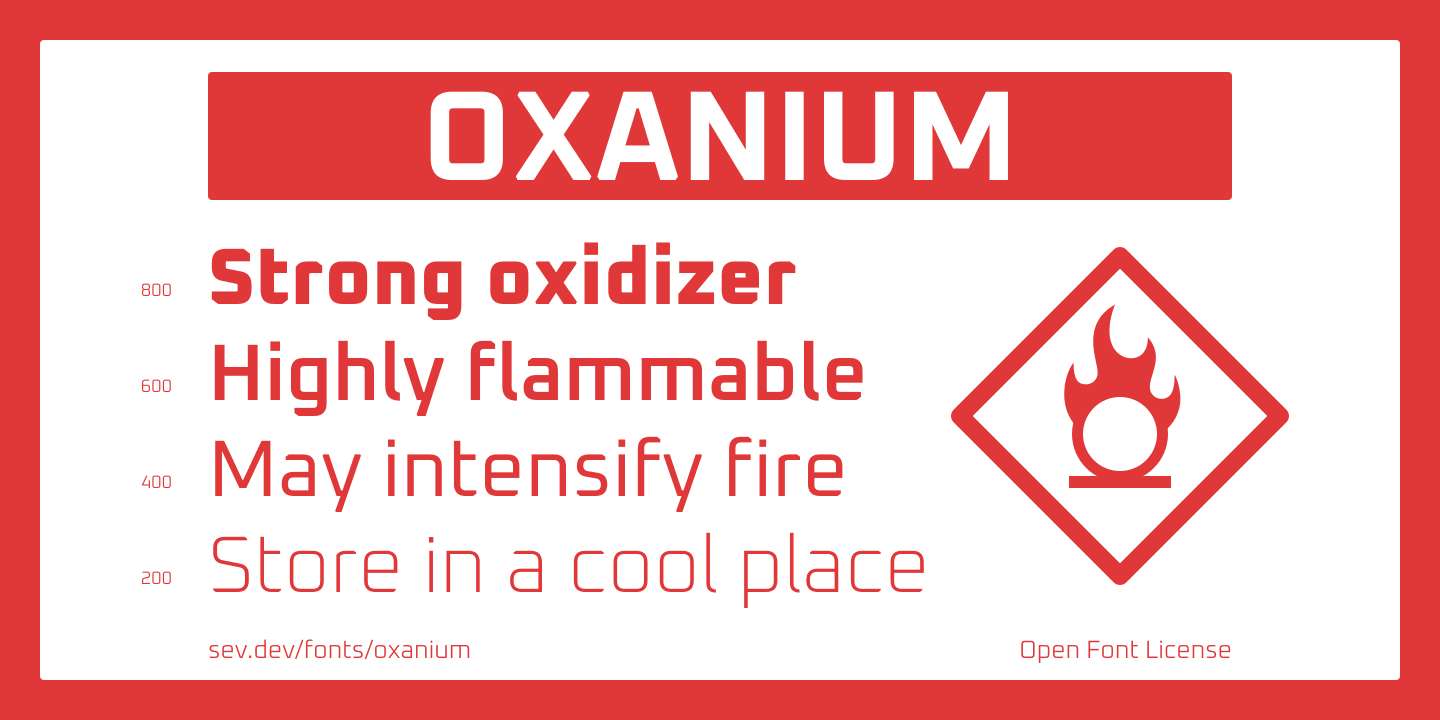 OXANIUM
800 Strong oxidizer
600 Highly flammable
400 May intensify fire
200 Store in a cool place
sev.dev/fonts/oxanium
Open Font License